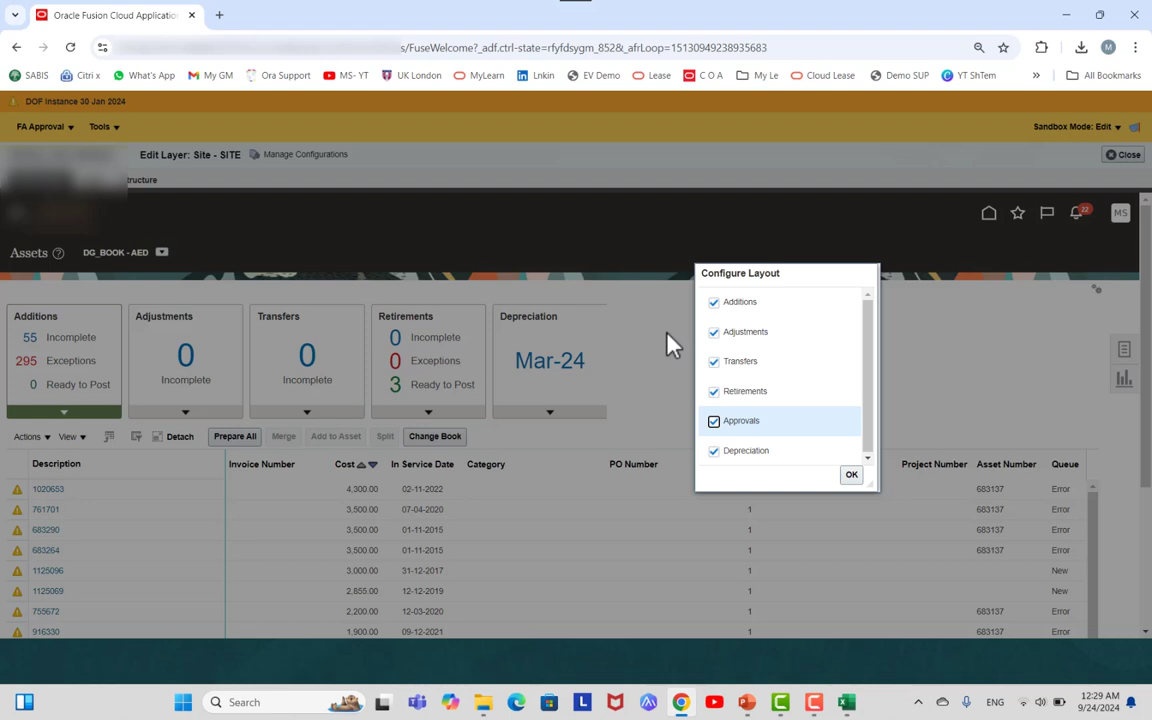 Oracle Fusion Cloud Application
s/FuseWelcome?_adf.ctrl-state=rfyfdsygm_852&_afrLoop=15130949238935683
M
SABIS
Citri x
What's App
My GM
Ora Support
MS- YT
UK London
MyLearn
Lnkin
EV Demo
Lease
C O A
My Le
Cloud Lease
Demo SUP
YT ShTem
»
All Bookmarks
DOF Instance 30 Jan 2024
FA Approval
Tools
Sandbox Mode: Edit
Edit Layer: Site - SITE
Manage Configurations
Close
tructure
22
MS
Assets
DG_BOOK - AED
Configure Layout
Additions
Adjustments
Transfers
Retirements
Approvals
Depreciation
OK
Additions
55 Incomplete
295 Exceptions
0 Ready to Post
Adjustments
0
Incomplete
Transfers
0
Incomplete
Retirements
0 Incomplete
0 Exceptions
3 Ready to Post
Depreciation
Mar-24
Actions
View
Detach
Prepare All
Merge
Add to Asset
Split
Change Book
Description Invoice Number Cost In Service Date Category PO Number Project Number Asset Number Queue
1020653 4,300.00 02-11-2022 683137 Error
761701 3,500.00 07-04-2020 1 683137 Error
683290 3,500.00 01-11-2015 1 683137 Error
683264 3,500.00 01-11-2015 1 683137 Error
1125096 3,000.00 31-12-2017 1 New
1125069 2,855.00 12-12-2019 1 New
755672 2,200.00 12-03-2020 1 683137 Error
916330 1,900.00 09-12-2021 1 683137 Error
Search
ENG
12:29 AM
9/24/2024